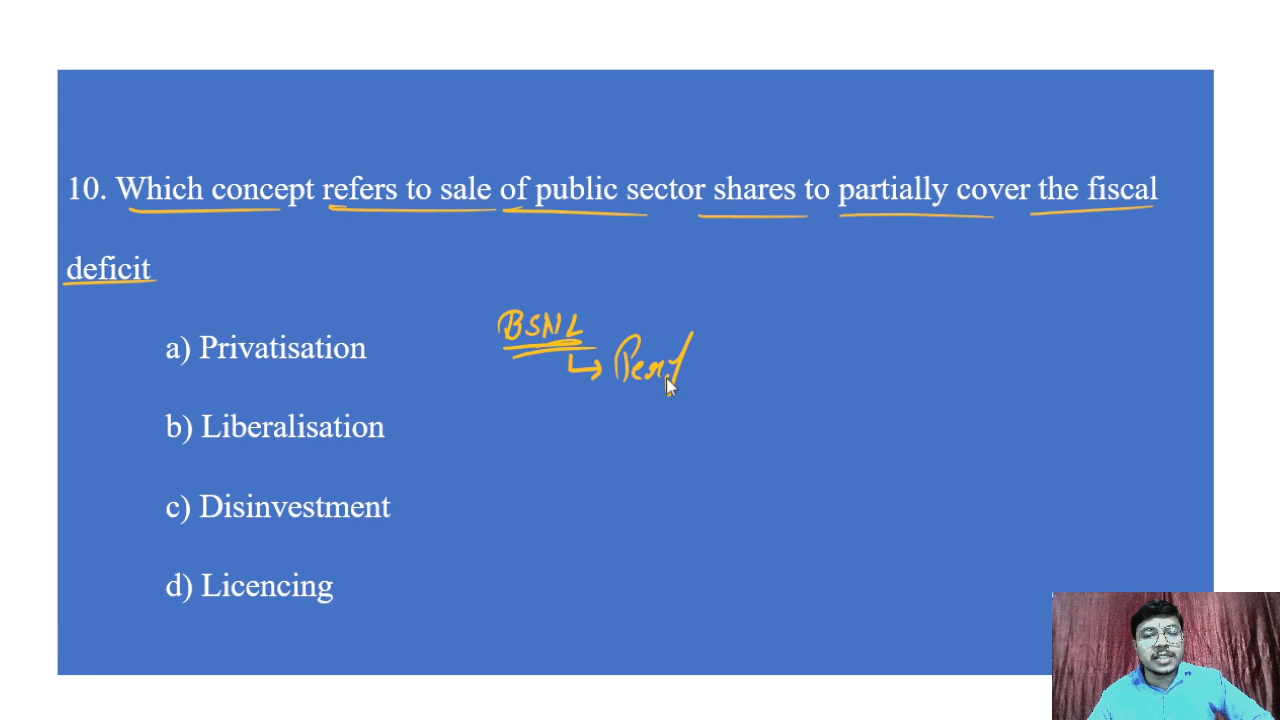 10. Which concept refers to sale of public sector shares to partially cover the fiscal
deficit
a) Privatisation
BSNL
b) Liberalisation
c) Disinvestment
d) Licencing